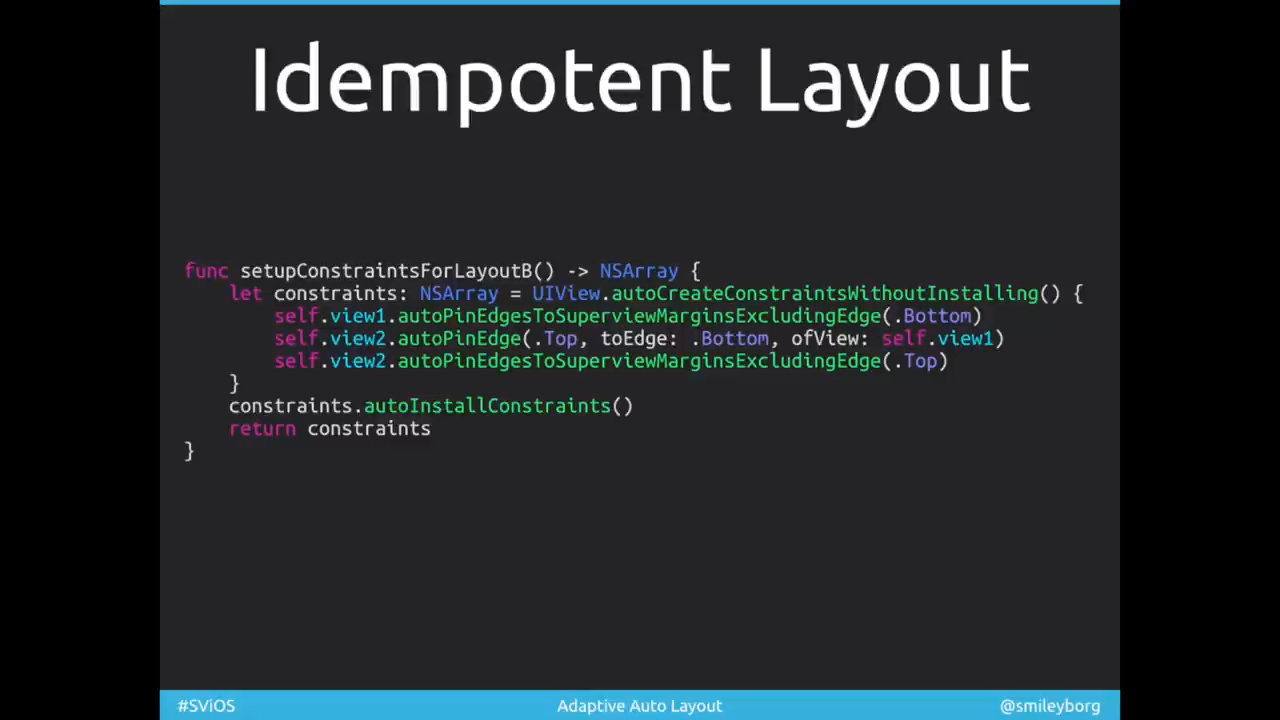 Idempotent Layout
func setupConstraintsForLayoutB() -> NSArray {
    let constraints: NSArray = UIView.autoCreateConstraintsWithoutInstalling() {
        self.view1.autoPinEdgesToSuperviewMarginsExcludingEdge(.Bottom)
        self.view2.autoPinEdge(.Top, toEdge: .Bottom, ofView: self.view1)
        self.view2.autoPinEdgesToSuperviewMarginsExcludingEdge(.Top)
    }
    constraints.autoInstallConstraints()
    return constraints
}
#SViOS
Adaptive Auto Layout
@smileyborg